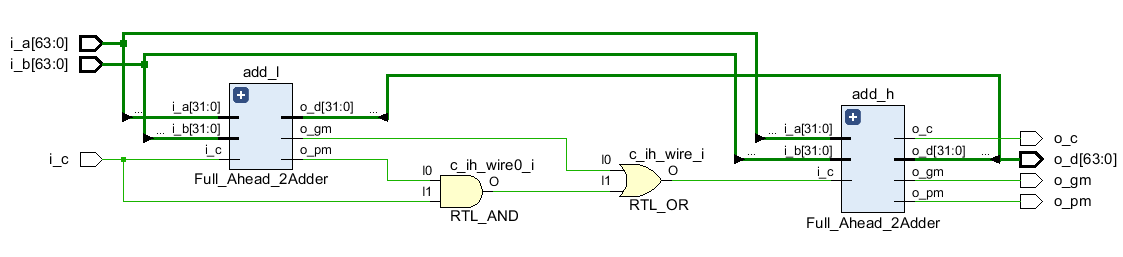 i_a[63:0]
i_b[63:0]
i_c
add_l
+
i_a[31:0]
i_b[31:0]
i_c
o_d[31:0]
o_gm
o_pm
...
...
...
Full_Ahead_2Adder
c_ih_wire0_i
I0
I1
O
RTL_AND
c_ih_wire_i
I0
I1
O
RTL_OR
add_h
+
i_a[31:0]
i_b[31:0]
i_c
o_c
o_d[31:0]
o_gm
o_pm
...
...
...
Full_Ahead_2Adder
o_c
o_d[63:0]
o_gm
o_pm